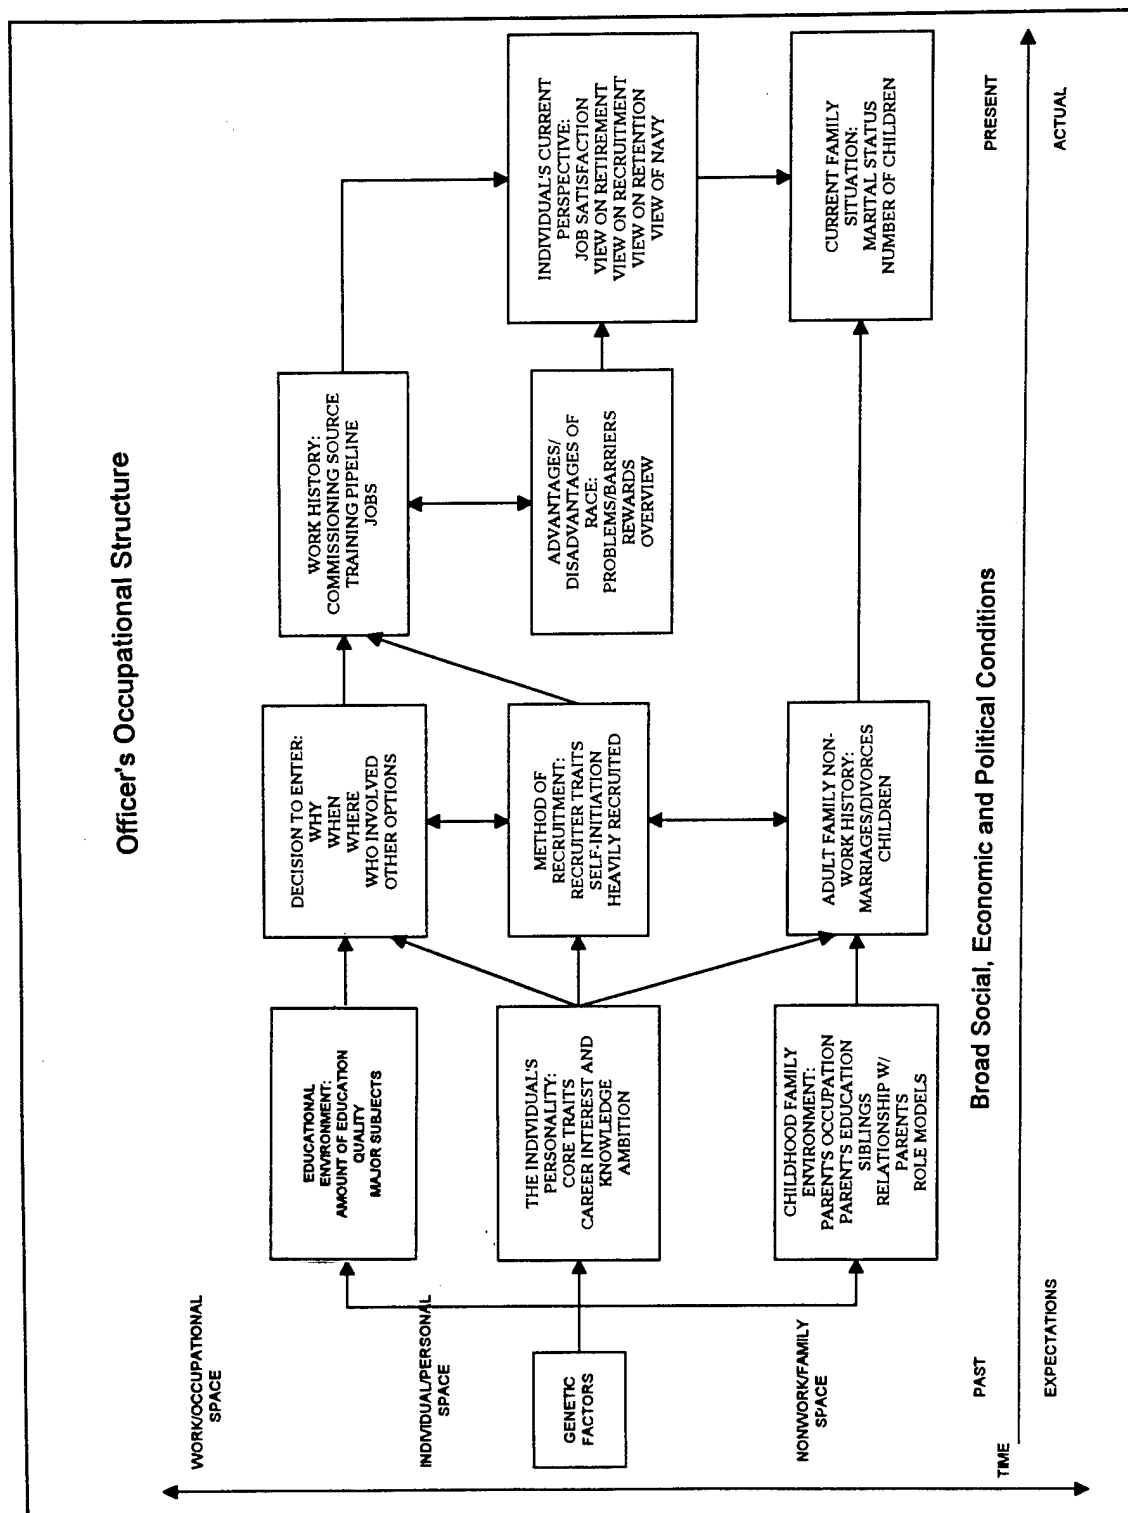 Officer's Occupational Structure
WORK/OCCUPATIONAL
SPACE
EDUCATIONAL
ENVIRONMENT:
AMOUNT OF EDUCATION
QUALITY
MAJOR SUBJECTS
DECISION TO ENTER:
WHY
WHEN
WHERE
WHO INVOLVED
OTHER OPTIONS
WORK HISTORY:
COMMISSIONING SOURCE
TRAINING PIPELINE
JOBS
INDIVIDUAL/PERSONAL
SPACE
GENETIC
FACTORS
THE INDIVIDUAL'S
PERSONALITY:
CORE TRAITS
CAREER INTEREST AND
KNOWLEDGE
AMBITION
METHOD OF
RECRUITMENT:
RECRUITER TRAITS
SELF-INITIATION
HEAVILY RECRUITED
ADVANTAGES/
DISADVANTAGES OF
RACE:
PROBLEMS/BARRIERS
REWARDS
OVERVIEW
INDIVIDUAL'S CURRENT
PERSPECTIVE:
JOB SATISFACTION
VIEW ON RETIREMENT
VIEW ON RECRUITMENT
VIEW ON RETENTION
VIEW OF NAVY
NONWORK/FAMILY
SPACE
CHILDHOOD FAMILY
ENVIRONMENT:
PARENT'S OCCUPATION
PARENT'S EDUCATION
SIBLINGS
RELATIONSHIP W/
PARENTS
ROLE MODELS
ADULT FAMILY NON-
WORK HISTORY:
MARRIAGES/DIVORCES
CHILDREN
CURRENT FAMILY
SITUATION:
MARITAL STATUS
NUMBER OF CHILDREN
Broad Social, Economic and Political Conditions
PAST
PRESENT
TIME
EXPECTATIONS
ACTUAL